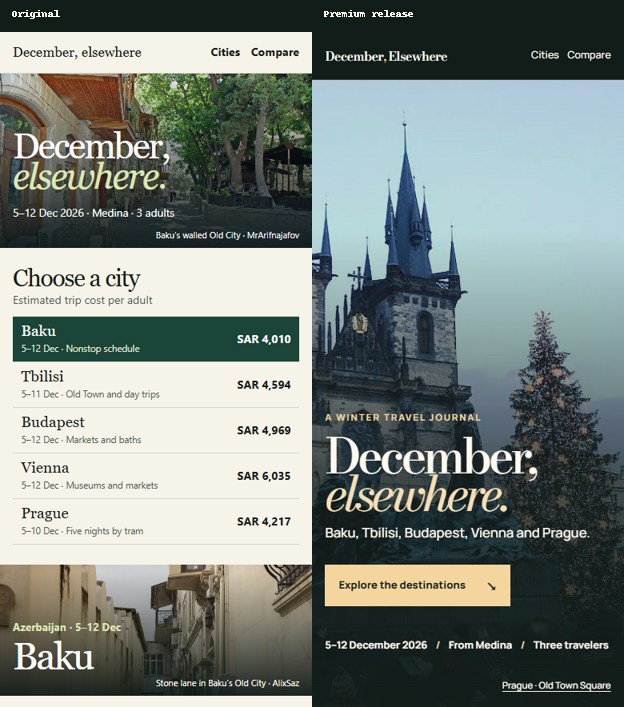 Original
December, elsewhere
Cities Compare
December,
elsewhere.
5–12 Dec 2026 · Medina · 3 adults
Baku's walled Old City · MrArifnajafov
Choose a city
Estimated trip cost per adult
Baku
5–12 Dec · Nonstop schedule
SAR 4,010
Tbilisi
5–11 Dec · Old Town and day trips
SAR 4,594
Budapest
5–12 Dec · Markets and baths
SAR 4,969
Vienna
5–12 Dec · Museums and markets
SAR 6,035
Prague
5–10 Dec · Five nights by tram
SAR 4,217
Azerbaijan · 5–12 Dec
Baku
Stone lane in Baku's Old City · AlixSaz
Premium release
December, Elsewhere
Cities Compare
A WINTER TRAVEL JOURNAL
December,
elsewhere.
Baku, Tbilisi, Budapest, Vienna and Prague.
Explore the destinations ↘
5–12 December 2026 / From Medina / Three travelers
Prague · Old Town Square